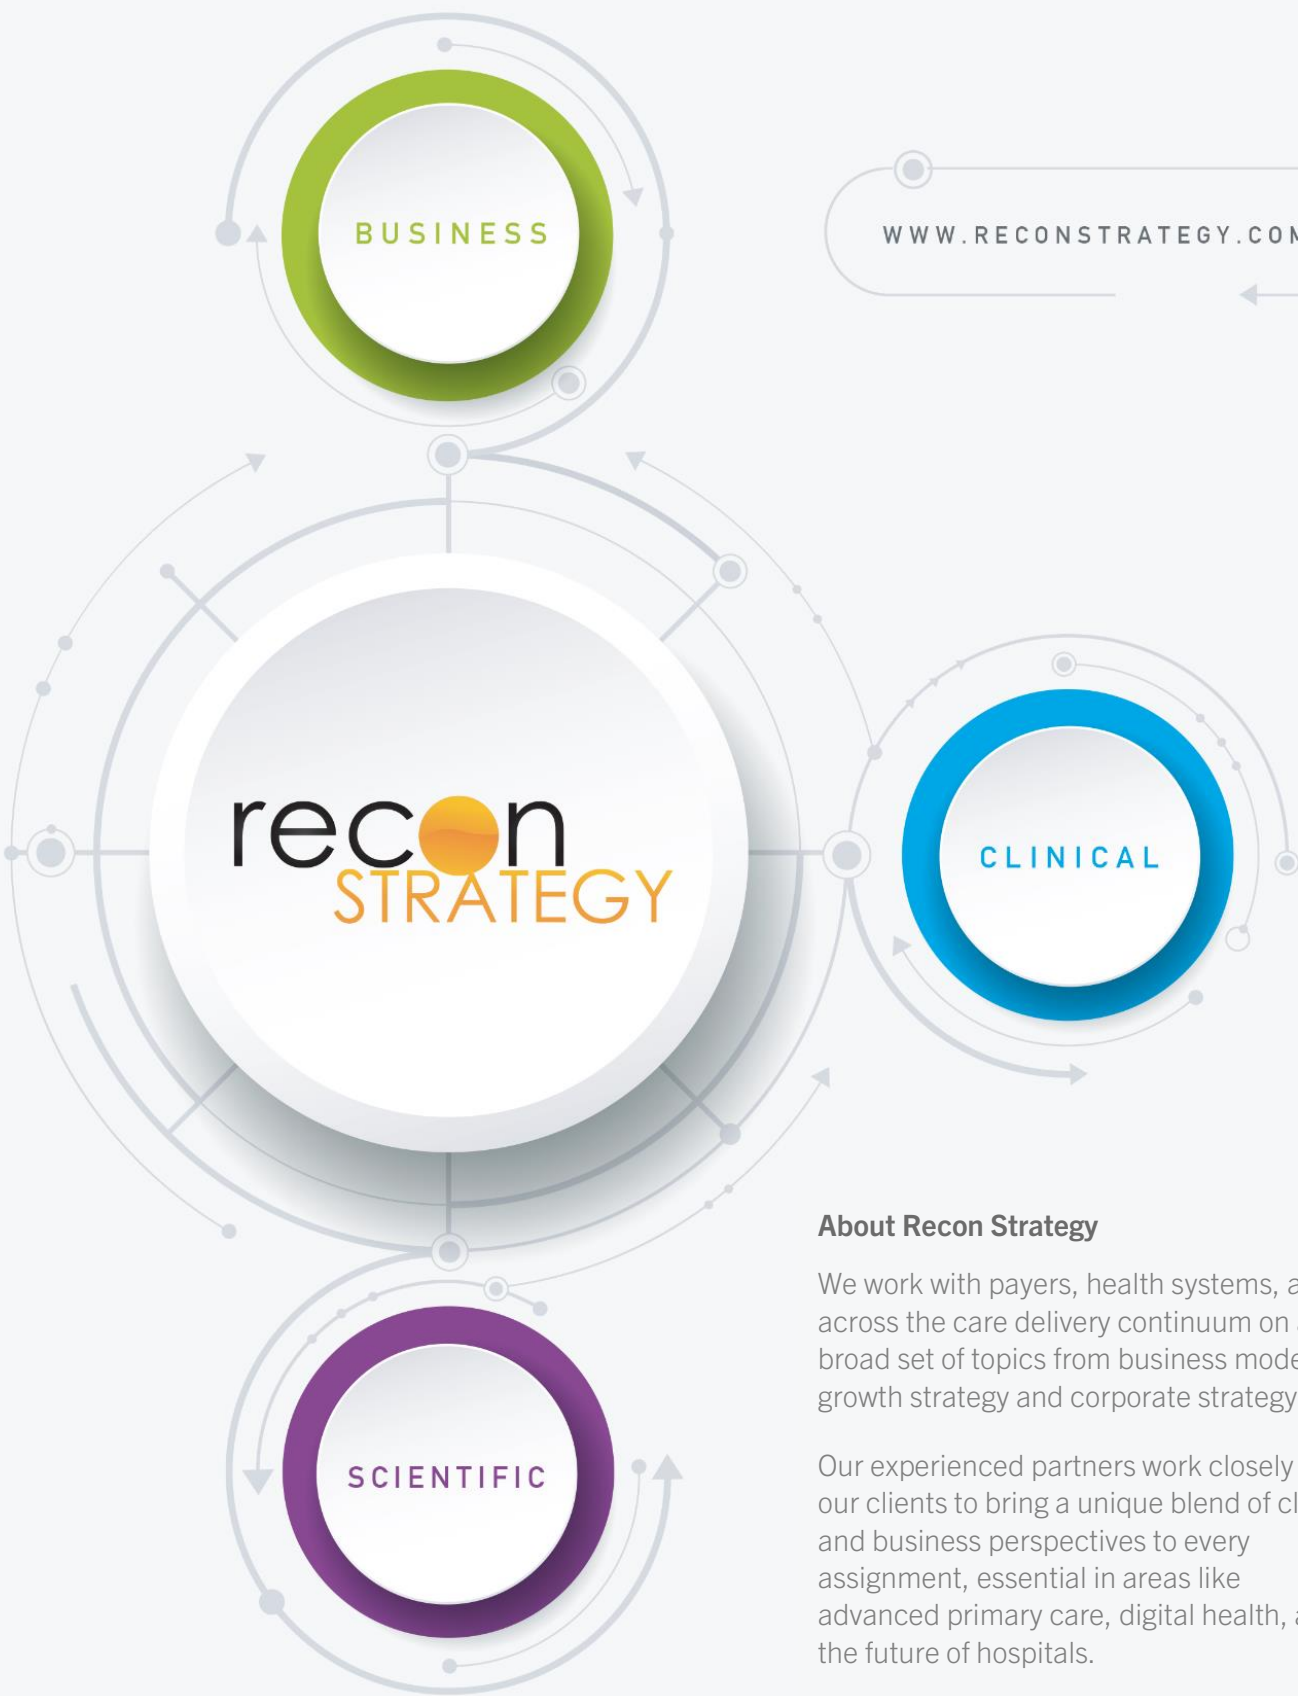 BUSINESS
WWW.RECONSTRATEGY.COM
recon
STRATEGY
CLINICAL
About Recon Strategy
We work with payers, health systems,
across the care delivery continuum on
broad set of topics from business
growth strategy and corporate strategy
Our experienced partners work closely
our clients to bring a unique blend of
and business perspectives to every
assignment, essential in areas like
advanced primary care, digital health,
the future of hospitals.
SCIENTIFIC